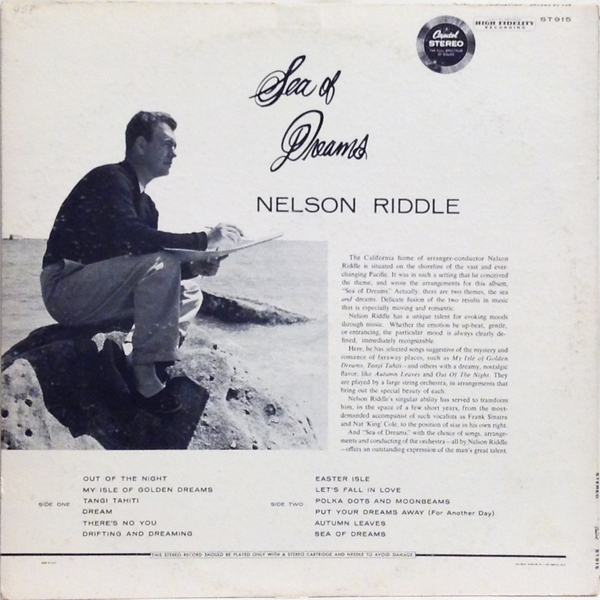 HIGH FIDELITY
RECORDING
ST915
Capitol
STEREO
Sea of
Dreams
NELSON RIDDLE
The California home of arranger-conductor Nelson
Riddle is situated on the shoreline of the vast and ever-
changing Pacific. It was in such a setting that he conceived
the theme, and wrote the arrangements for this album,
"Sea of Dreams." Actually, there are two themes, the sea
and dreams. Delicate fusion of the two results in music
that is especially moving and romantic.
Nelson Riddle has a unique talent for evoking moods
through music. Whether the emotion be up-beat, gentle,
or entrancing, the particular mood is always clearly de-
fined, immediately recognizable.
Here, he has selected songs suggestive of the mystery and
romance of faraway places, such as My Isle of Golden
Dreams, Tangi Tahiti—and others with a dreamy, nostalgic
flavor, like Autumn Leaves and Out Of The Night. They
are played by a large string orchestra, in arrangements that
bring out the special beauty of each.
Nelson Riddle's singular ability has served to transform
him, in the space of a few short years, from the most-
demanded accompanist of such vocalists as Frank Sinatra
and Nat 'King' Cole, to the position of star in his own right.
And "Sea of Dreams," with the choice of songs, arrange-
ments and conducting of the orchestra—all by Nelson Riddle
—offers an outstanding expression of the man's great talent.
SIDE ONE
OUT OF THE NIGHT
MY ISLE OF GOLDEN DREAMS
TANGI TAHITI
DREAM
THERE'S NO YOU
DRIFTING AND DREAMING
SIDE TWO
EASTER ISLE
LET'S FALL IN LOVE
POLKA DOTS AND MOONBEAMS
PUT YOUR DREAMS AWAY (For Another Day)
AUTUMN LEAVES
SEA OF DREAMS
THIS STEREO RECORD SHOULD BE PLAYED ONLY WITH A STEREO CARTRIDGE AND NEEDLE TO AVOID DAMAGE.
STEREO
ST915